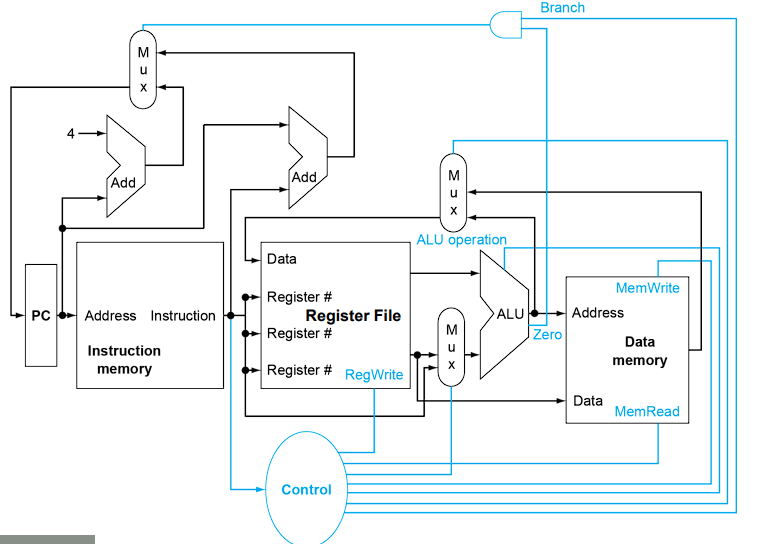 Branch
M
u
x
4
Add
Add
M
u
x
ALU operation
Data
Register #
Register #
Register #
Register File
RegWrite
PC
Address
Instruction
Instruction
memory
M
u
x
ALU
Zero
MemWrite
Address
Data
memory
Data
MemRead
Control